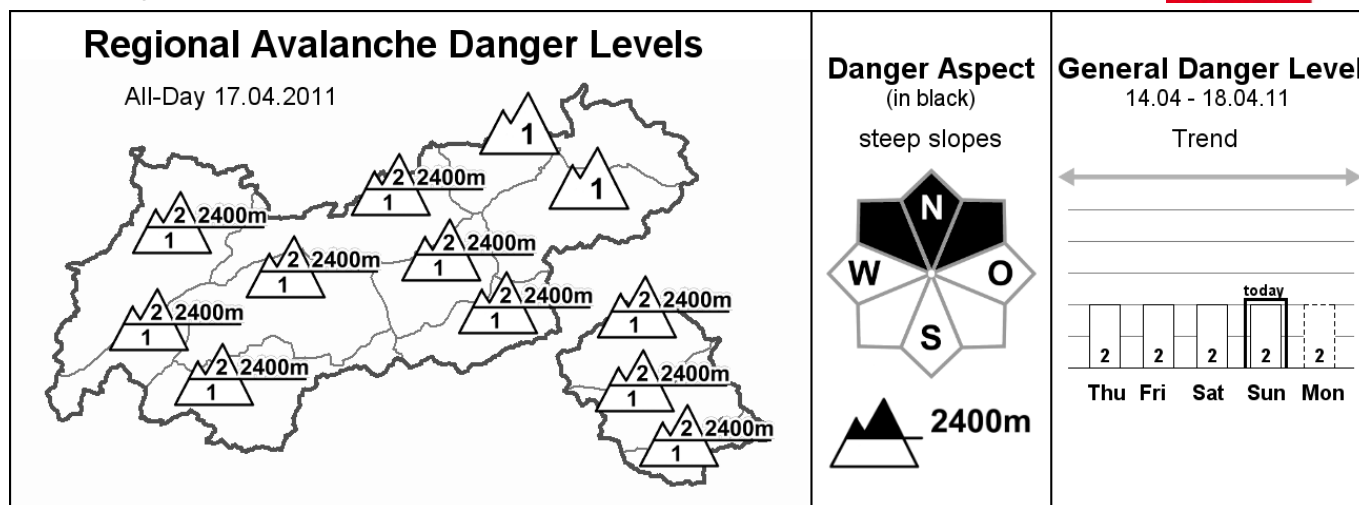 Regional Avalanche Danger Levels
All-Day 17.04.2011
1
1
2 2400m
1
2 2400m
1
2 2400m
1
2 2400m
1
2 2400m
1
2 2400m
1
2 2400m
1
2 2400m
1
2 2400m
1
2 2400m
1
Danger Aspect
(in black)
steep slopes
N
W
O
S
2400m
General Danger Level
14.04 - 18.04.11
Trend
today
2 2 2 2 2
Thu Fri Sat Sun Mon